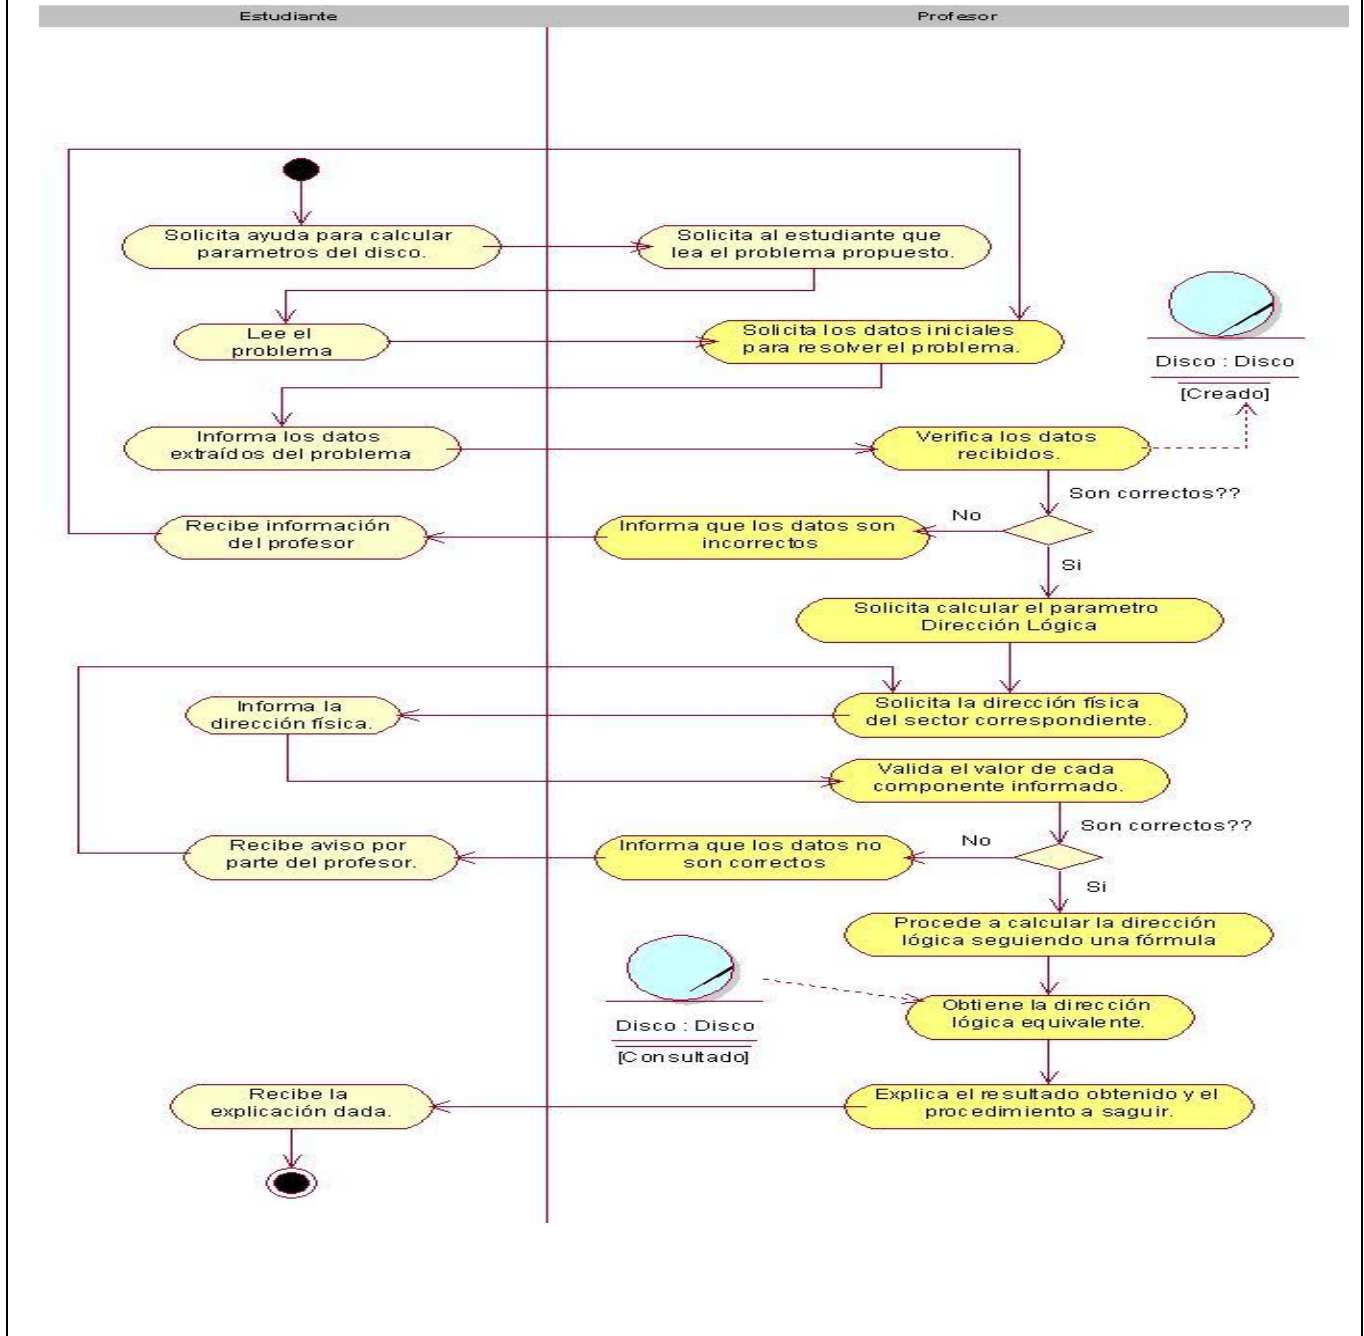 Estudiante
Profesor
Solicita ayuda para calcular
parametros del disco.
Solicita al estudiante que
lea el problema propuesto.
Lee el
problema
Solicita los datos iniciales
para resolver el problema.
Disco : Disco
[Creado]
Informa los datos
extraídos del problema
Verifica los datos
recibidos.
Son correctos??
No
Recibe información
del profesor
Informa que los datos son
incorrectos
Si
Solicita calcular el parametro
Dirección Lógica
Informa la
dirección física.
Solicita la dirección física
del sector correspondiente.
Valida el valor de cada
componente informado.
Son correctos??
No
Recibe aviso por
parte del profesor.
Informa que los datos no
son correctos
Si
Procede a calcular la dirección
lógica seguiendo una fórmula
Disco : Disco
[Consultado]
Obtiene la dirección
lógica equivalente.
Recibe la
explicación dada.
Explica el resultado obtenido y el
procedimiento a saguir.